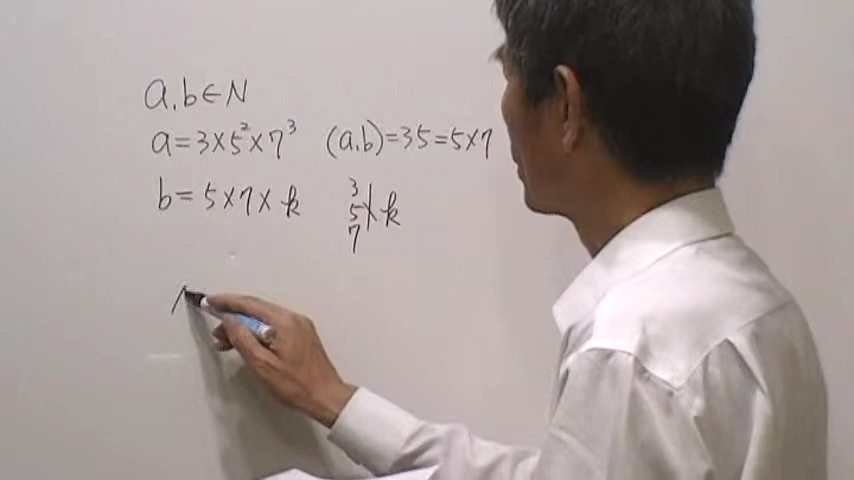 a.b∈N
a=3×5²×7³ (a.b)=35=5×7
b=5×7×k 3 5 7 ∤ k